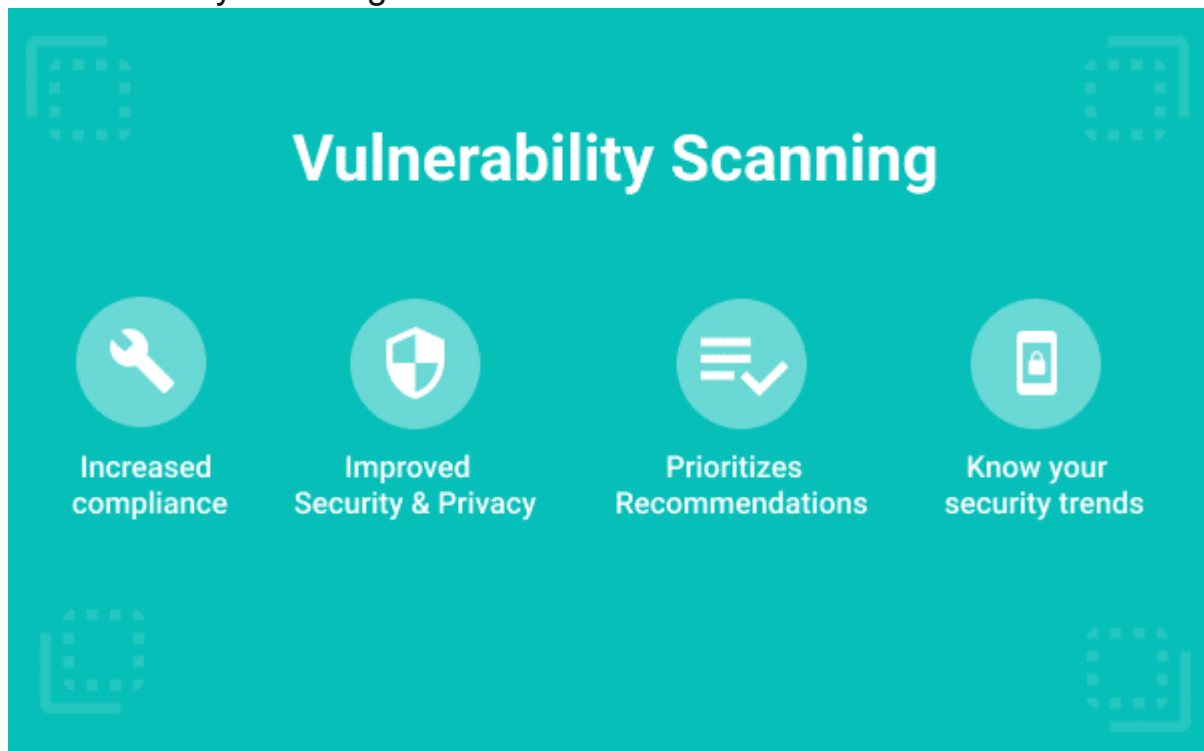 Vulnerability Scanning
Increased
compliance
Improved
Security & Privacy
Prioritizes
Recommendations
Know your
security trends